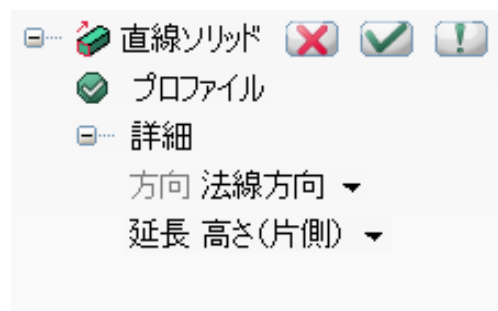 直線ソリッド
プロファイル
詳細
方向 法線方向
延長 高さ(片側)